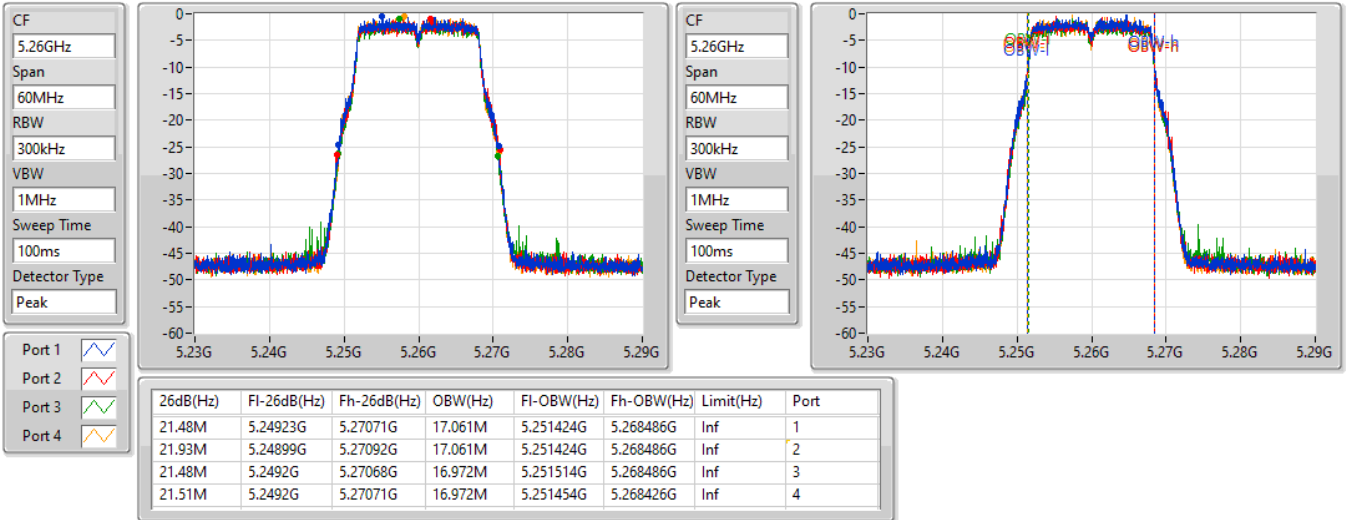 CF
5.26GHz
Span
60MHz
RBW
300kHz
VBW
1MHz
Sweep Time
100ms
Detector Type
Peak
0-
-5-
-10-
-15-
-20-
-25-
-30-
-35-
-40-
-45-
-50-
-55-
-60-
5.23G 5.24G 5.25G 5.26G 5.27G 5.28G 5.29G
CF
5.26GHz
Span
60MHz
RBW
300kHz
VBW
1MHz
Sweep Time
100ms
Detector Type
Peak
0-
-5-
-10-
-15-
-20-
-25-
-30-
-35-
-40-
-45-
-50-
-55-
-60-
OBW-l OBW-h
5.23G 5.24G 5.25G 5.26G 5.27G 5.28G 5.29G
Port 1
Port 2
Port 3
Port 4
26dB(Hz) Fl-26dB(Hz) Fh-26dB(Hz) OBW(Hz) Fl-OBW(Hz) Fh-OBW(Hz) Limit(Hz) Port
21.48M 5.24923G 5.27071G 17.061M 5.251424G 5.268486G Inf 1
21.93M 5.24899G 5.27092G 17.061M 5.251424G 5.268486G Inf 2
21.48M 5.2492G 5.27068G 16.972M 5.251514G 5.268486G Inf 3
21.51M 5.2492G 5.27071G 16.972M 5.251454G 5.268426G Inf 4